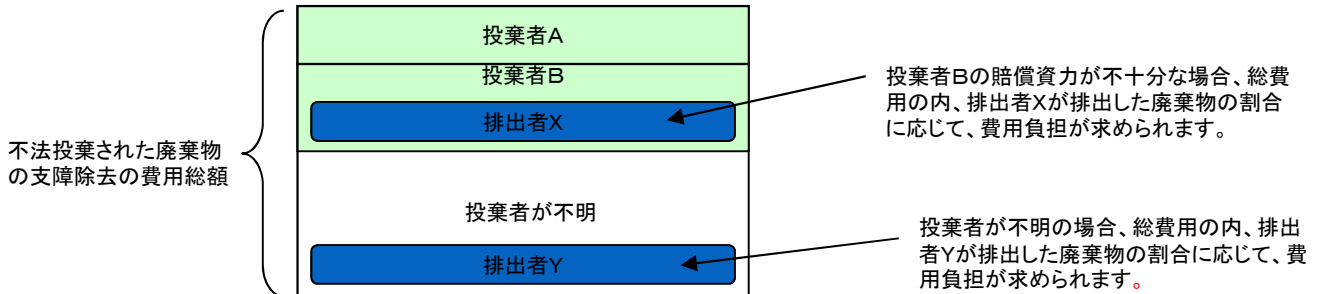 投棄者A
投棄者B
排出者X
投棄者Bの賠償資力が不十分な場合、総費
用の内、排出者Xが排出した廃棄物の割合
に応じて、費用負担が求められます。
不法投棄された廃棄物
の支障除去の費用総額
投棄者が不明
排出者Y
投棄者が不明の場合、総費用の内、排出
者Yが排出した廃棄物の割合に応じて、費
用負担が求められます。